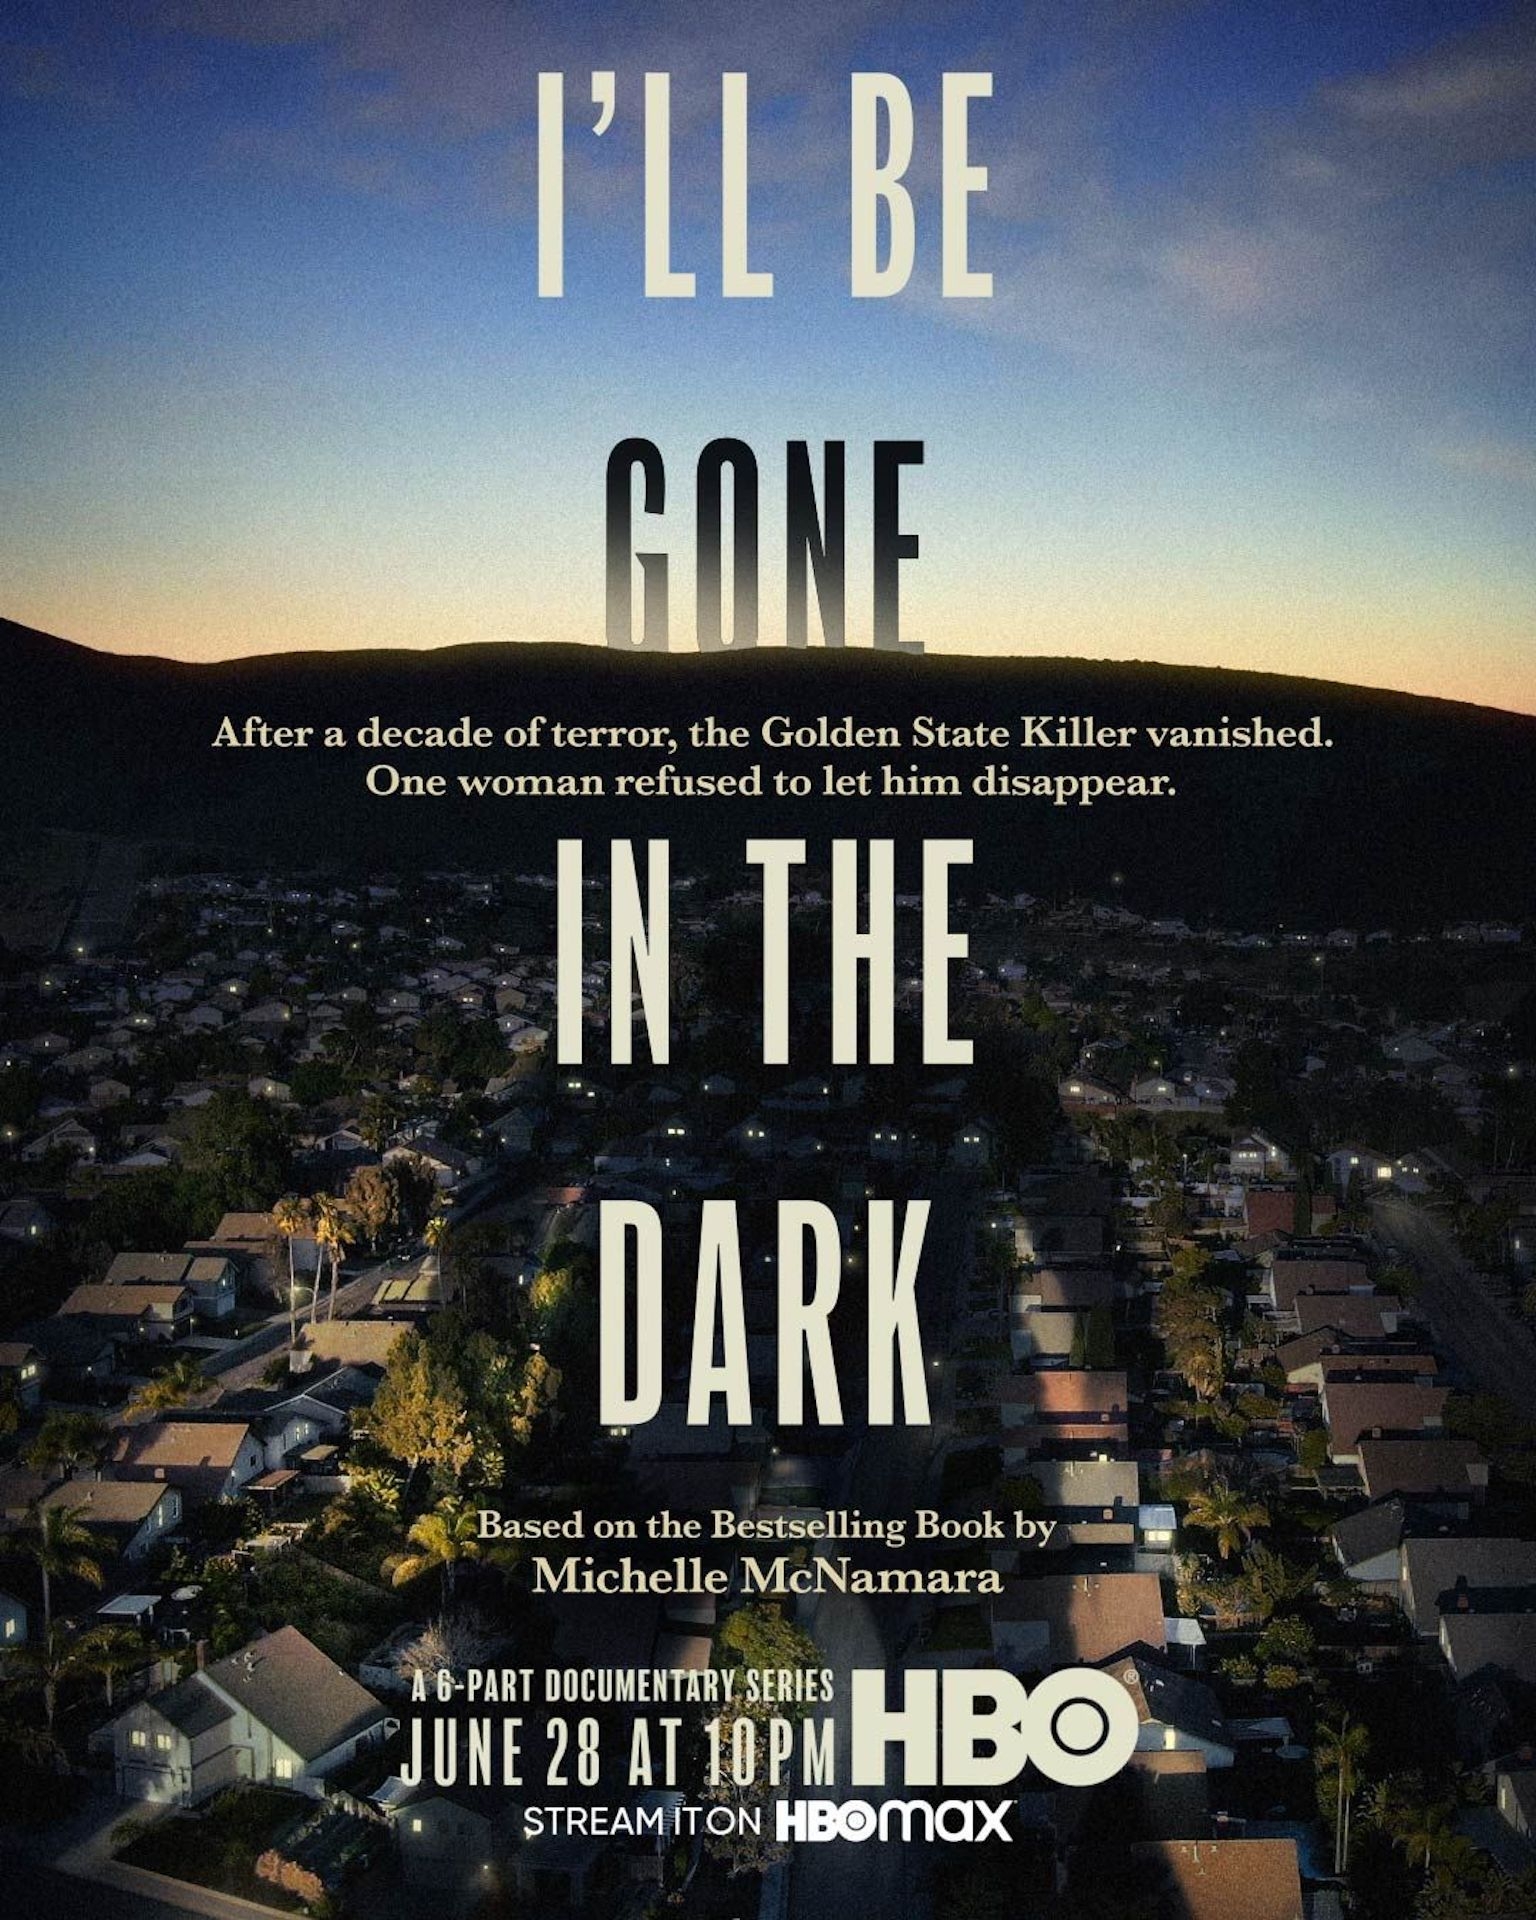 I'LL BE
GONE
After a decade of terror, the Golden State Killer vanished.
One woman refused to let him disappear.
IN THE
DARK
Based on the Bestselling Book by
Michelle McNamara
A 6-PART DOCUMENTARY SERIES
JUNE 28 AT 10PM
HBO®
STREAM IT ON HBOmax